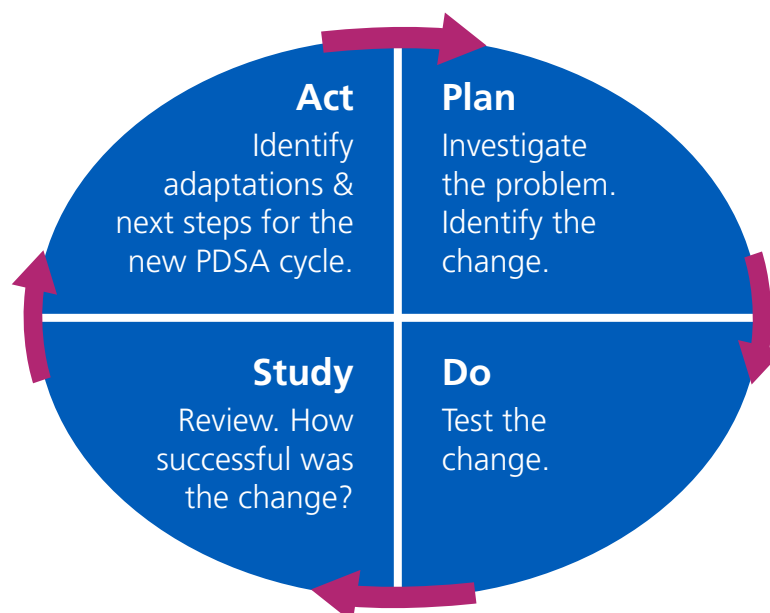 Act
Identify
adaptations &
next steps for the
new PDSA cycle.
Plan
Investigate
the problem.
Identify the
change.
Study
Review. How
successful was
the change?
Do
Test the
change.